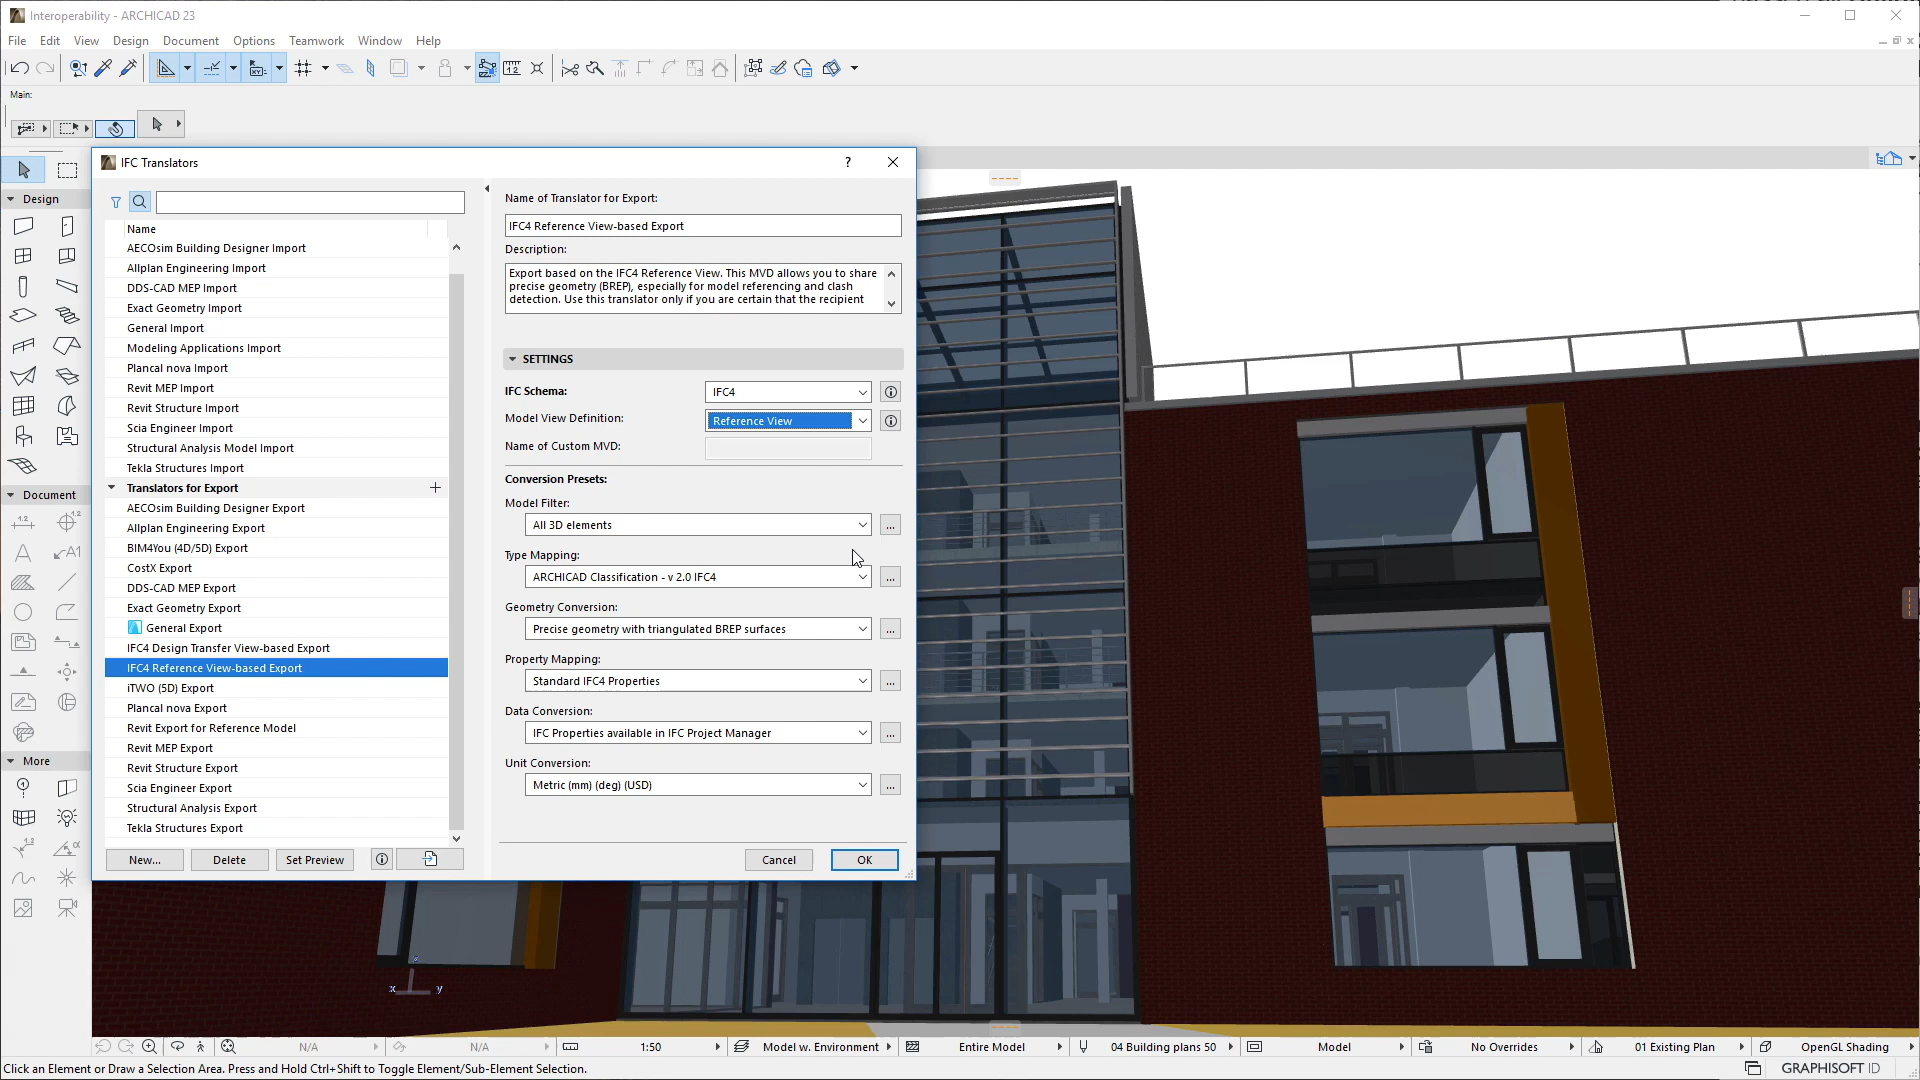 Interoperability - ARCHICAD 23
File Edit View Design Document Options Teamwork Window Help
Main:
IFC Translators
?
Design
Name
AECOsim Building Designer Import
Allplan Engineering Import
DDS-CAD MEP Import
Exact Geometry Import
General Import
Modeling Applications Import
Plancal nova Import
Revit MEP Import
Revit Structure Import
Scia Engineer Import
Structural Analysis Model Import
Tekla Structures Import
Translators for Export
AECOsim Building Designer Export
Allplan Engineering Export
BIM4You (4D/5D) Export
CostX Export
DDS-CAD MEP Export
Exact Geometry Export
General Export
IFC4 Design Transfer View-based Export
IFC4 Reference View-based Export
iTWO (5D) Export
Plancal nova Export
Revit Export for Reference Model
Revit MEP Export
Revit Structure Export
Scia Engineer Export
Structural Analysis Export
Tekla Structures Export
New... Delete Set Preview
Name of Translator for Export:
IFC4 Reference View-based Export
Description:
Export based on the IFC4 Reference View. This MVD allows you to share
precise geometry (BREP), especially for model referencing and clash
detection. Use this translator only if you are certain that the recipient
SETTINGS
IFC Schema: IFC4
Model View Definition: Reference View
Name of Custom MVD:
Conversion Presets:
Model Filter:
All 3D elements ...
Type Mapping:
ARCHICAD Classification - v 2.0 IFC4 ...
Geometry Conversion:
Precise geometry with triangulated BREP surfaces ...
Property Mapping:
Standard IFC4 Properties ...
Data Conversion:
IFC Properties available in IFC Project Manager ...
Unit Conversion:
Metric (mm) (deg) (USD) ...
Cancel OK
Document
1.2
A A1
More
x y
N/A N/A 1:50 Model w. Environment Entire Model 04 Building plans 50 Model No Overrides 01 Existing Plan OpenGL Shading
Click an Element or Draw a Selection Area. Press and Hold Ctrl+Shift to Toggle Element/Sub-Element Selection.
GRAPHISOFT ID